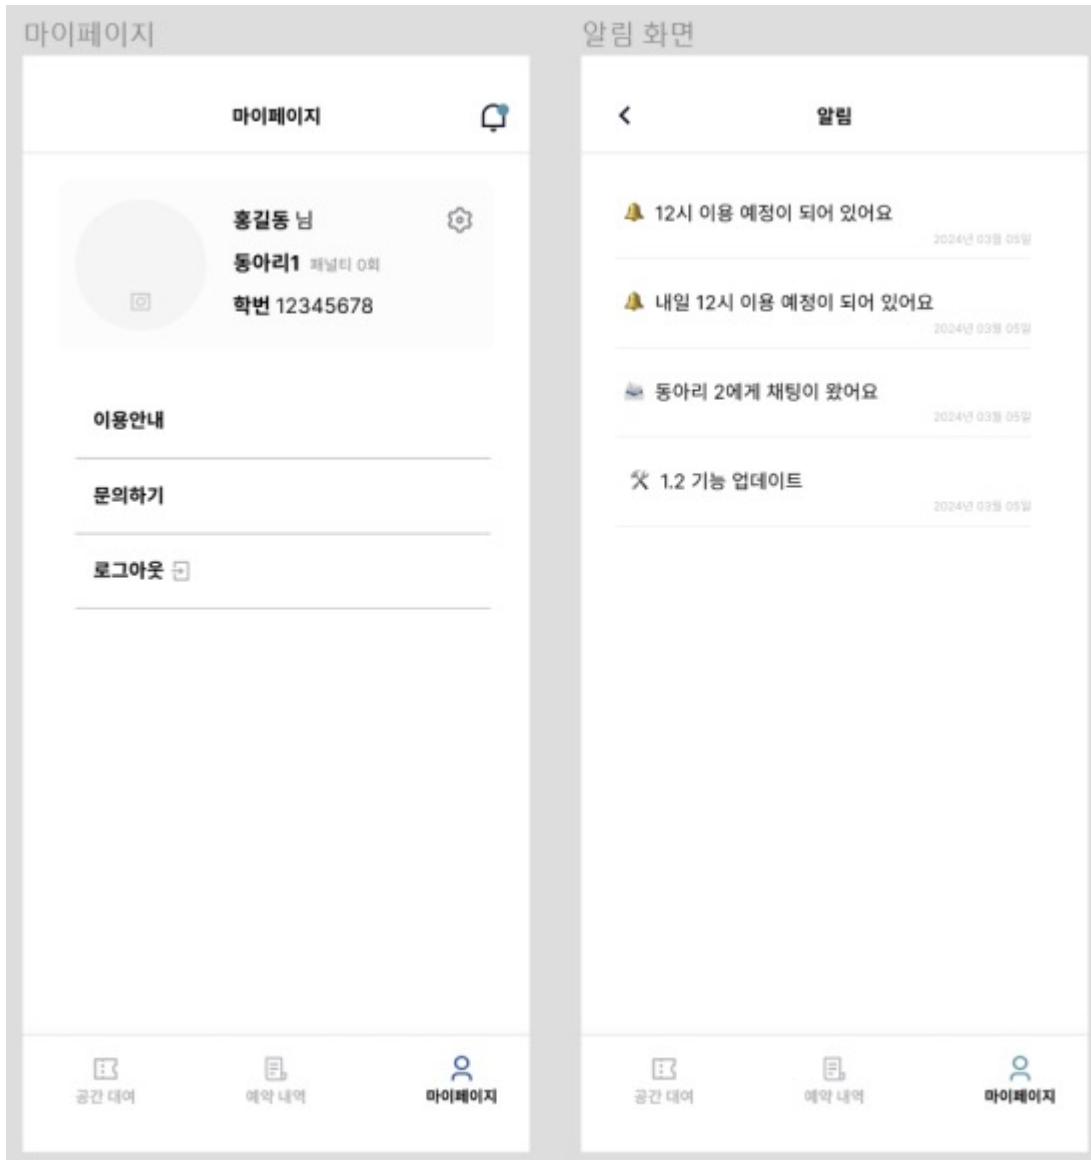 마이페이지
마이페이지
홍길동 님
동아리1 패널티 0회
학번 12345678
이용안내
문의하기
로그아웃
공간 대여
예약 내역
마이페이지
알림 화면
알림
12시 이용 예정이 되어 있어요
2024년 03월 05일
내일 12시 이용 예정이 되어 있어요
2024년 03월 05일
동아리 2에게 채팅이 왔어요
2024년 03월 05일
1.2 기능 업데이트
2024년 03월 05일
공간 대여
예약 내역
마이페이지